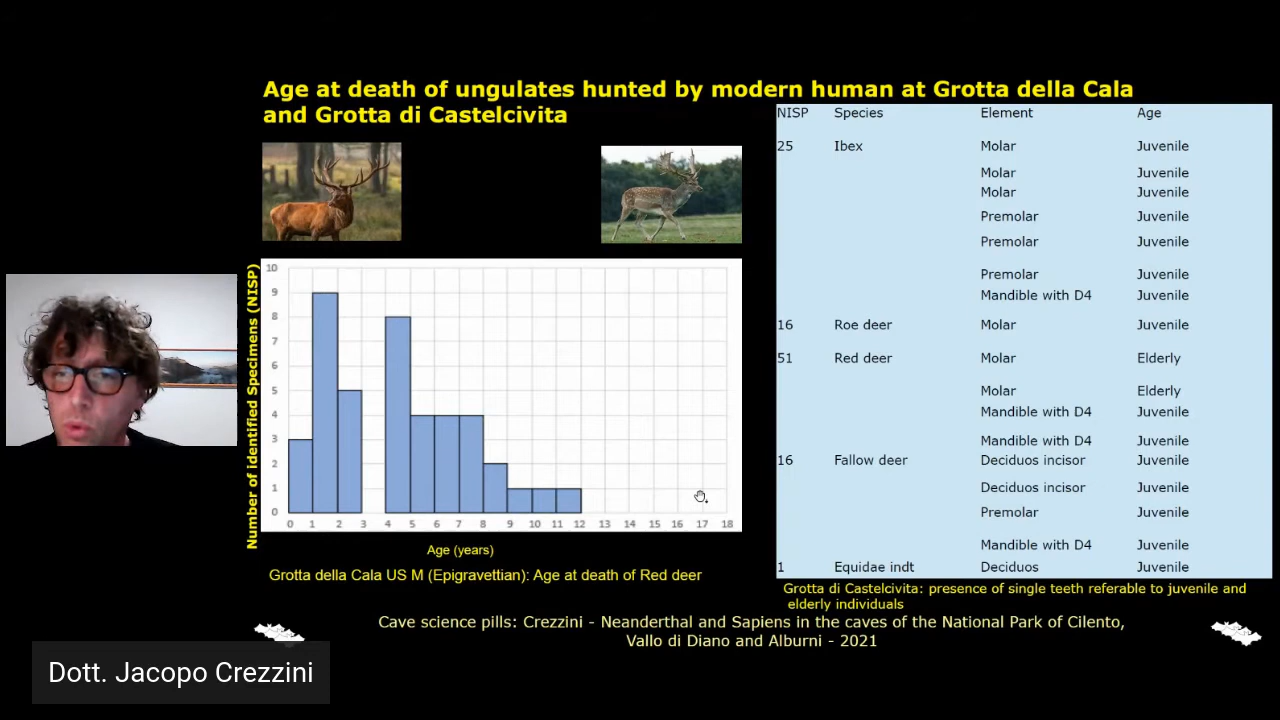 Age at death of ungulates hunted by modern human at Grotta della Cala
and Grotta di Castelcivita
NISP Species Element Age
25 Ibex Molar Juvenile
Molar Juvenile
Molar Juvenile
Premolar Juvenile
Premolar Juvenile
Premolar Juvenile
Mandible with D4 Juvenile
16 Roe deer Molar Juvenile
51 Red deer Molar Elderly
Molar Elderly
Mandible with D4 Juvenile
Mandible with D4 Juvenile
16 Fallow deer Deciduos incisor Juvenile
Deciduos incisor Juvenile
Premolar Juvenile
Mandible with D4 Juvenile
1 Equidae indt Deciduos Juvenile
Number of identified Specimens (NISP)
10
9
8
7
6
5
4
3
2
1
0
0 1 2 3 4 5 6 7 8 9 10 11 12 13 14 15 16 17 18
Age (years)
Grotta della Cala US M (Epigravettian): Age at death of Red deer
Grotta di Castelcivita: presence of single teeth referable to juvenile and
elderly individuals
Cave science pills: Crezzini - Neanderthal and Sapiens in the caves of the National Park of Cilento,
Vallo di Diano and Alburni - 2021
Dott. Jacopo Crezzini